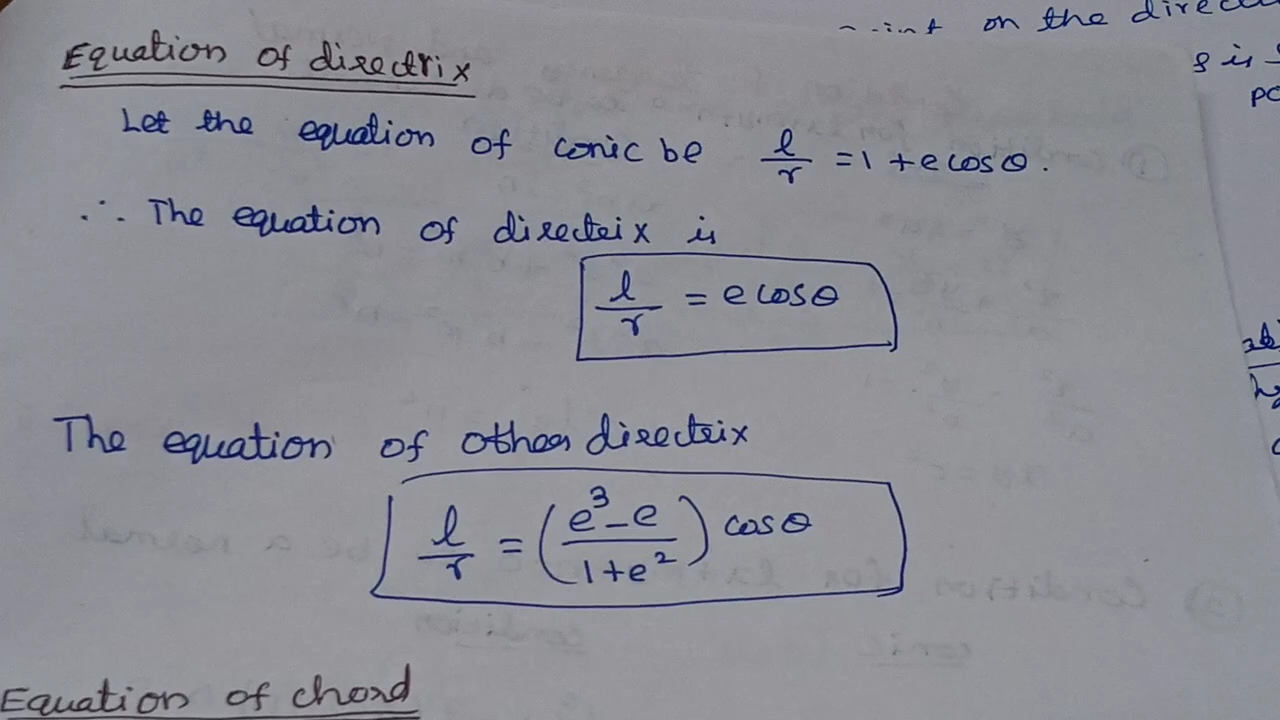 on the
g is
Equation of directrix
Let the equation of conic be l/r = 1 + e cos θ.
∴ The equation of directrix is
l/r = e cos θ
The equation of other directrix
l/r = (e³ - e / 1 + e²) cos θ
Equation of chord